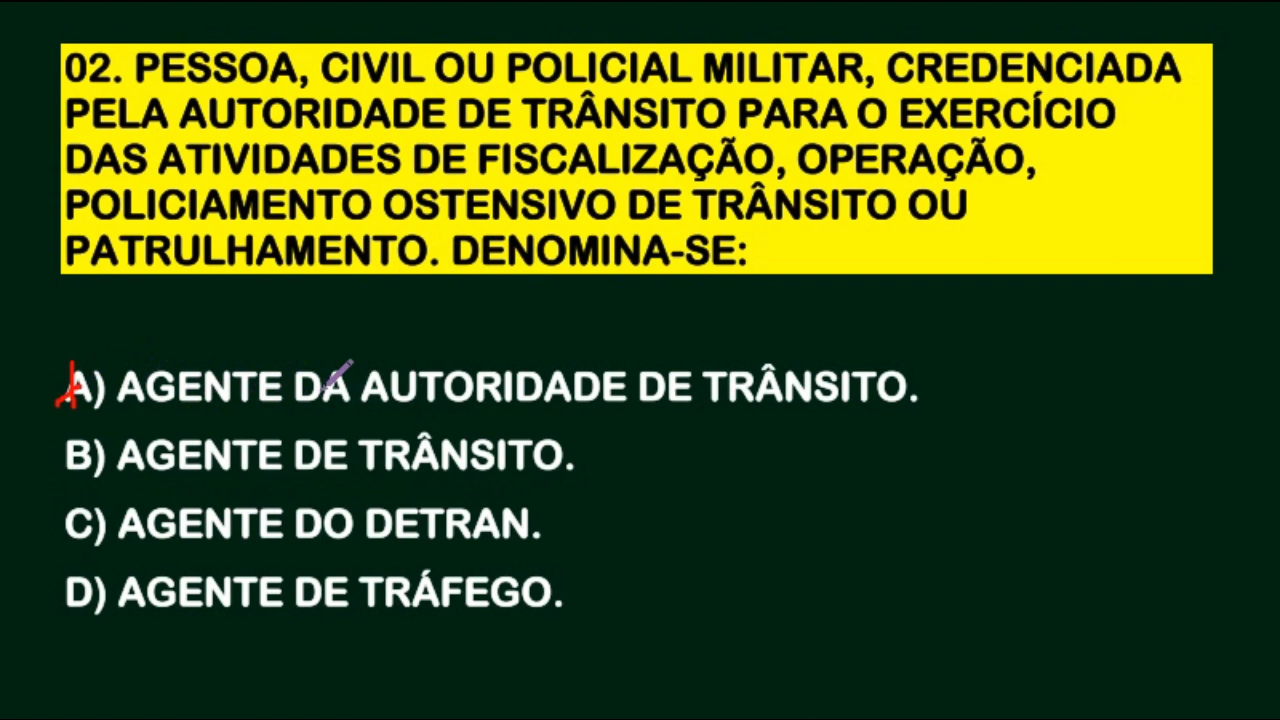 02. PESSOA, CIVIL OU POLICIAL MILITAR, CREDENCIADA
PELA AUTORIDADE DE TRÂNSITO PARA O EXERCÍCIO
DAS ATIVIDADES DE FISCALIZAÇÃO, OPERAÇÃO,
POLICIAMENTO OSTENSIVO DE TRÂNSITO OU
PATRULHAMENTO. DENOMINA-SE:
A) AGENTE DA AUTORIDADE DE TRÂNSITO.
B) AGENTE DE TRÂNSITO.
C) AGENTE DO DETRAN.
D) AGENTE DE TRÁFEGO.